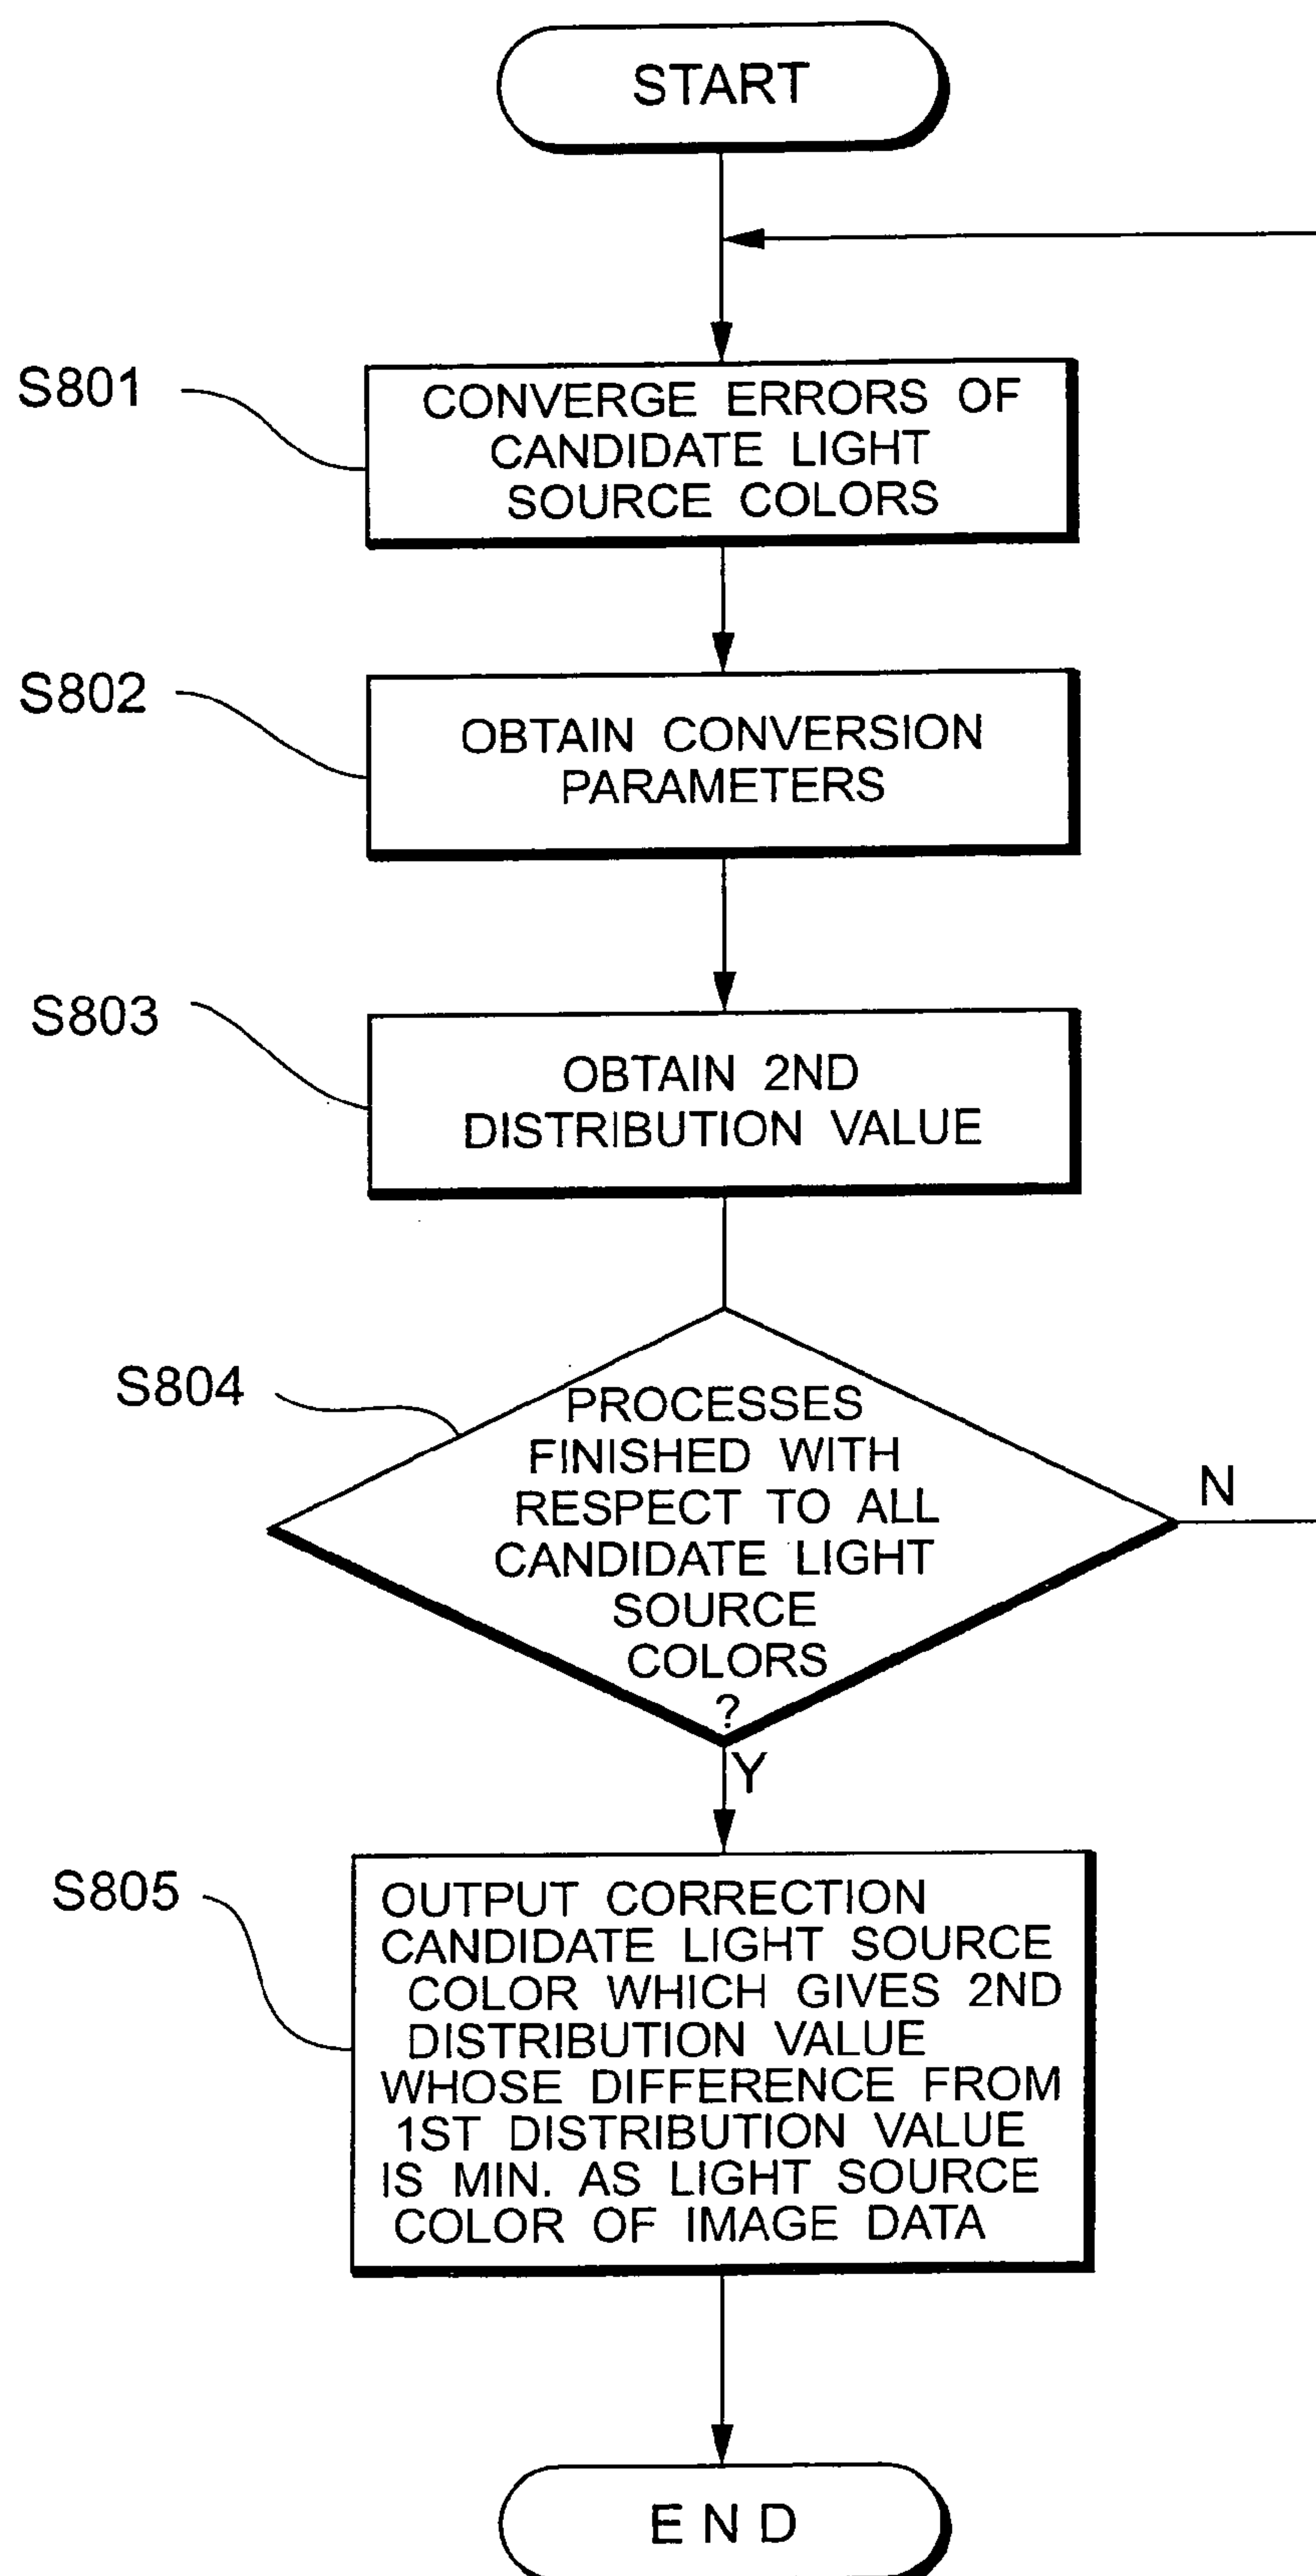 START
S801
CONVERGE ERRORS OF
CANDIDATE LIGHT
SOURCE COLORS
S802
OBTAIN CONVERSION
PARAMETERS
S803
OBTAIN 2ND
DISTRIBUTION VALUE
S804
PROCESSES
FINISHED WITH
RESPECT TO ALL
CANDIDATE LIGHT
SOURCE
COLORS
?
N
Y
S805
OUTPUT CORRECTION
CANDIDATE LIGHT SOURCE
COLOR WHICH GIVES 2ND
DISTRIBUTION VALUE
WHOSE DIFFERENCE FROM
1ST DISTRIBUTION VALUE
IS MIN. AS LIGHT SOURCE
COLOR OF IMAGE DATA
END